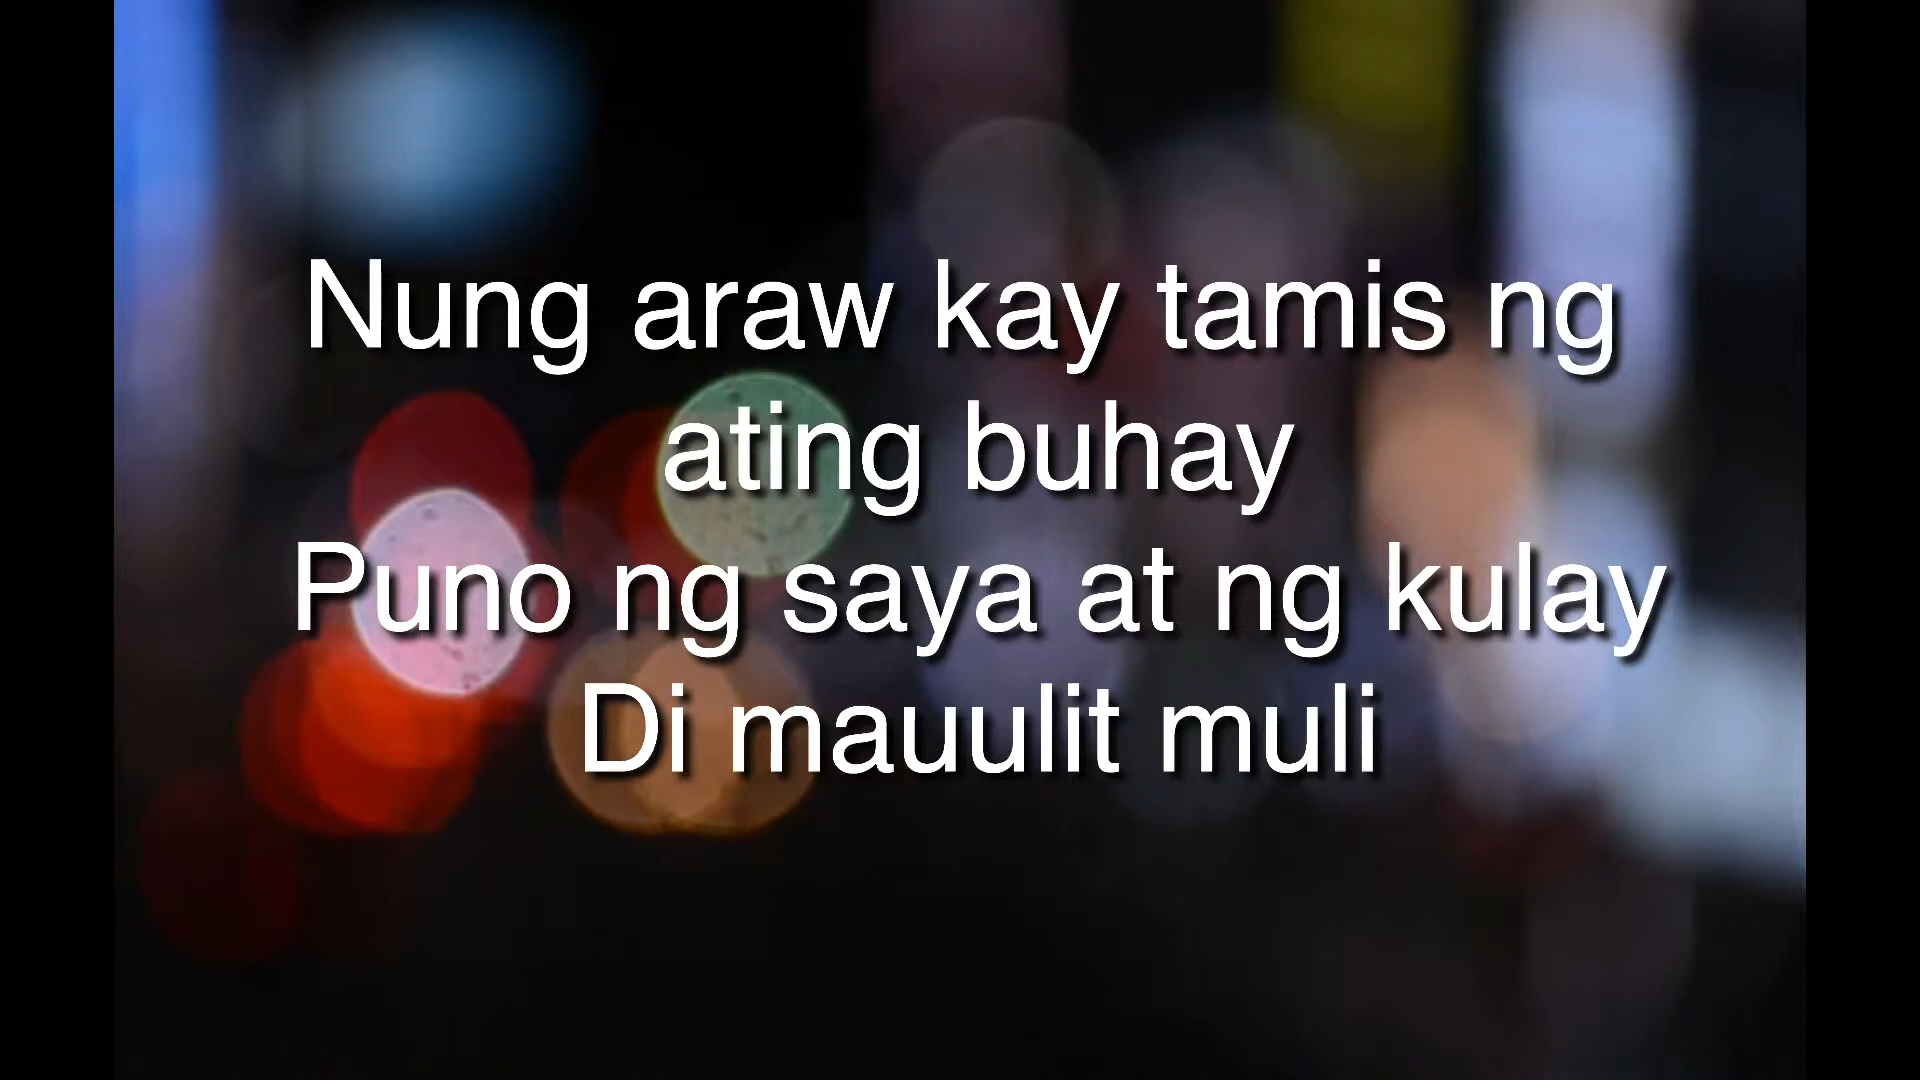 Nung araw kay tamis ng
ating buhay
Puno ng saya at ng kulay
Di mauulit muli